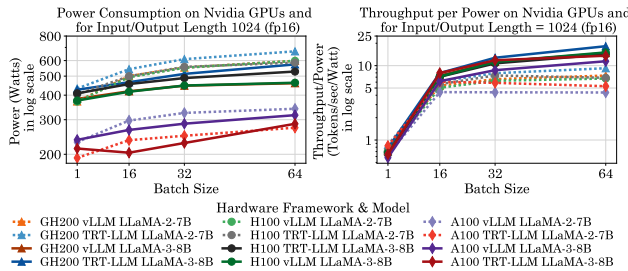 Power Consumption on Nvidia GPUs and
for Input/Output Length 1024 (fp16)
Power (Watts)
in log scale
800
600
500
400
300
200
1
16
32
64
Batch Size
Throughput per Power on Nvidia GPUs and
for Input/Output Length = 1024 (fp16)
Throughput/Power
(Tokens/sec/Watt)
in log scale
25
10
5
1
1
16
32
64
Batch Size
Hardware Framework & Model
GH200 vLLM LLaMA-2-7B
GH200 TRT-LLM LLaMA-2-7B
GH200 vLLM LLaMA-3-8B
GH200 TRT-LLM LLaMA-3-8B
H100 vLLM LLaMA-2-7B
H100 TRT-LLM LLaMA-2-7B
H100 TRT-LLM LLaMA-3-8B
H100 vLLM LLaMA-3-8B
A100 vLLM LLaMA-2-7B
A100 TRT-LLM LLaMA-2-7B
A100 vLLM LLaMA-3-8B
A100 TRT-LLM LLaMA-3-8B